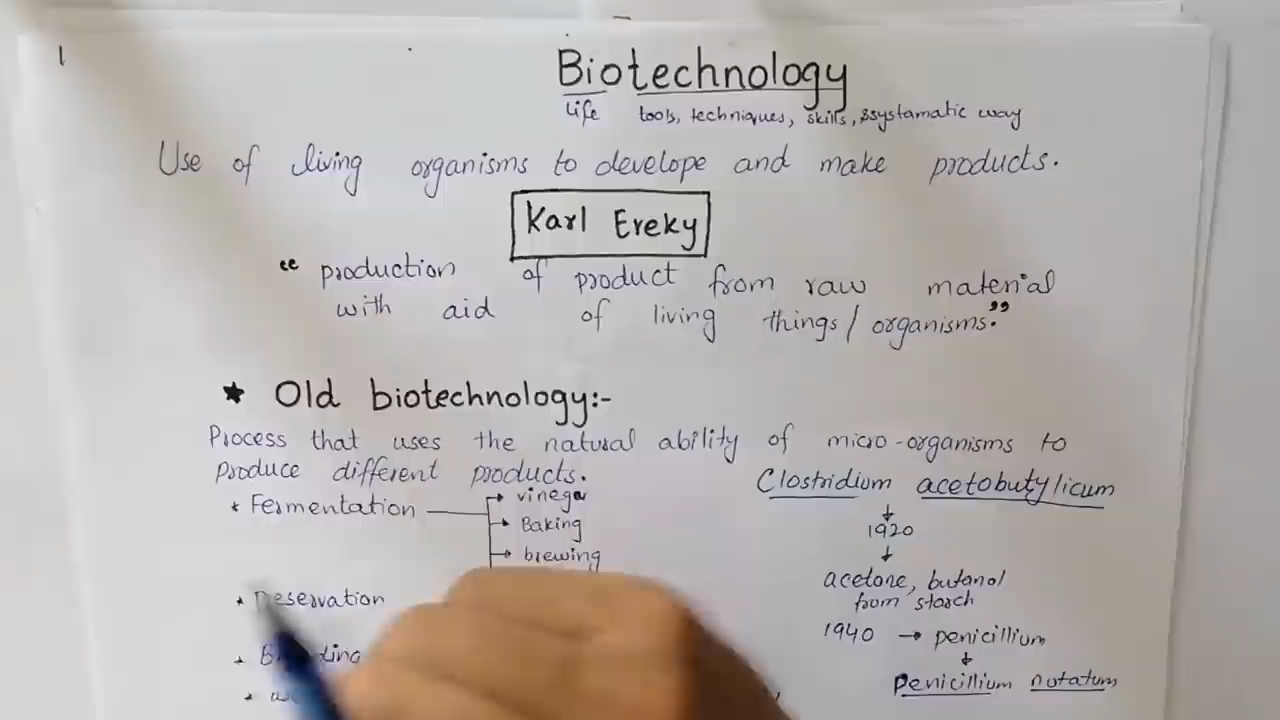 1
Biotechnology
Life tools, techniques, skills, & systamatic way
Use of living organisms to develope and make products.
Karl Ereky
“ production of product from raw material
with aid of living things/organisms.”
★ Old biotechnology:-
Process that uses the natural ability of micro-organisms to
produce different products.
* Fermentation → vinega
→ Baking
→ brewing
* Preservation
*
*
Clostridium acetobutylicum
↓
1920
↓
acetone, butanol
from starch
1940 → penicillium
↓
Penicillium notatum